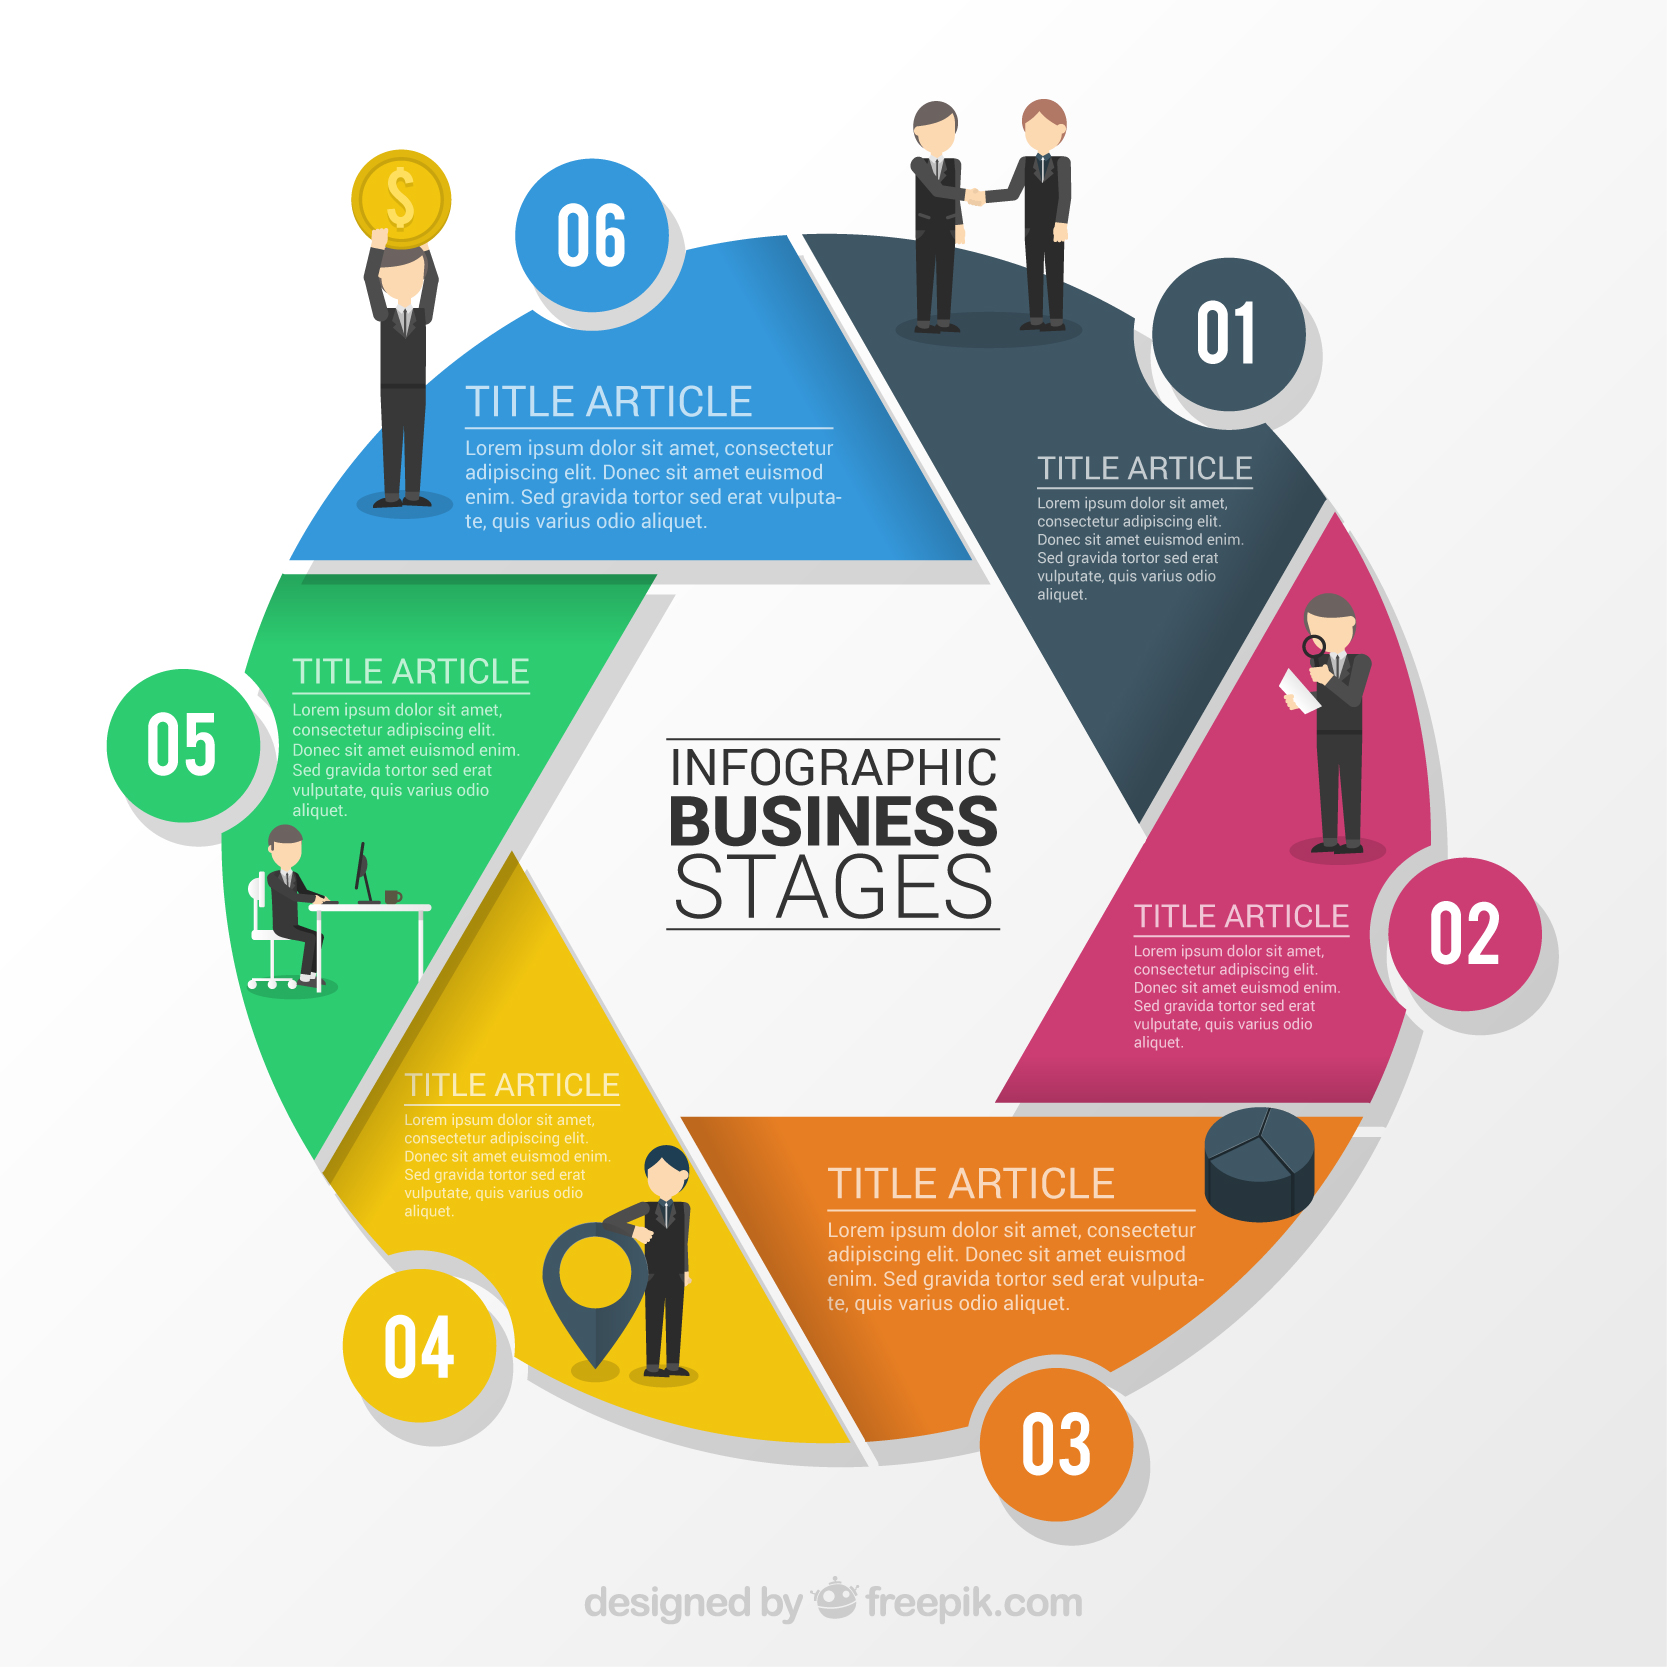 06
$
TITLE ARTICLE
Lorem ipsum dolor sit amet, consectetur
adipiscing elit. Donec sit amet euismod
enim. Sed gravida tortor sed erat vulputa-
te, quis varius odio aliquet.
01
TITLE ARTICLE
Lorem ipsum dolor sit amet,
consectetur adipiscing elit.
Donec sit amet euismod enim.
Sed gravida tortor sed erat
vulputate, quis varius odio
aliquet.
05
TITLE ARTICLE
Lorem ipsum dolor sit amet,
consectetur adipiscing elit.
Donec sit amet euismod enim.
Sed gravida tortor sed erat
vulputate, quis varius odio
aliquet.
INFOGRAPHIC
BUSINESS
STAGES
02
TITLE ARTICLE
Lorem ipsum dolor sit amet,
consectetur adipiscing elit.
Donec sit amet euismod enim.
Sed gravida tortor sed erat
vulputate, quis varius odio
aliquet.
04
TITLE ARTICLE
Lorem ipsum dolor sit amet,
consectetur adipiscing elit.
Donec sit amet euismod enim.
Sed gravida tortor sed erat
vulputate, quis varius odio
aliquet.
TITLE ARTICLE
Lorem ipsum dolor sit amet, consectetur
adipiscing elit. Donec sit amet euismod
enim. Sed gravida tortor sed erat vulputa-
te, quis varius odio aliquet.
03
designed by freepik.com